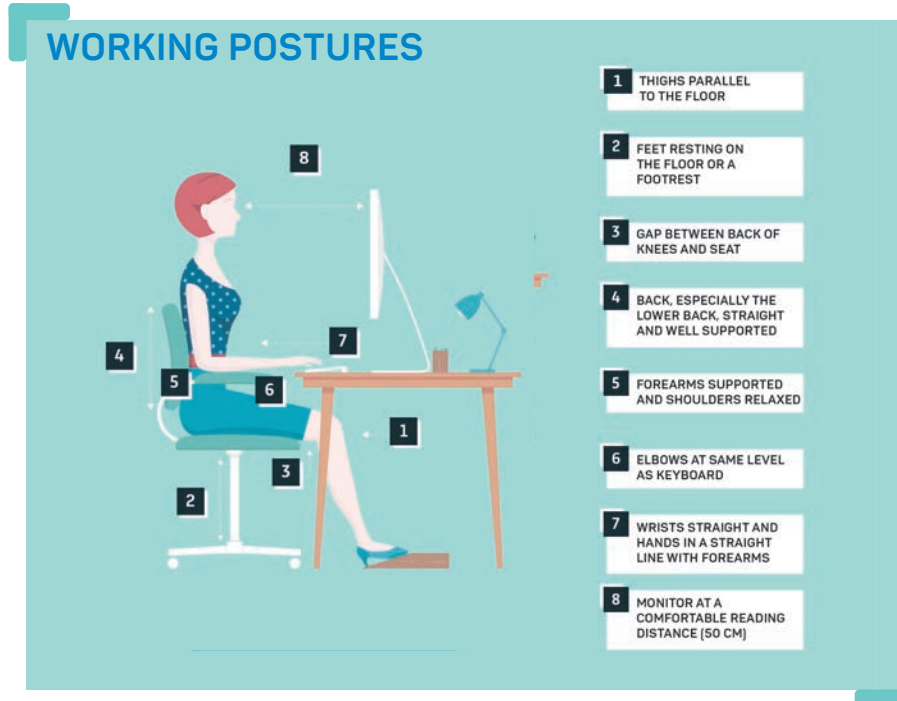 WORKING POSTURES
1 THIGHS PARALLEL
TO THE FLOOR
2 FEET RESTING ON
THE FLOOR OR A
FOOTREST
3 GAP BETWEEN BACK OF
KNEES AND SEAT
4 BACK, ESPECIALLY THE
LOWER BACK, STRAIGHT
AND WELL SUPPORTED
5 FOREARMS SUPPORTED
AND SHOULDERS RELAXED
6 ELBOWS AT SAME LEVEL
AS KEYBOARD
7 WRISTS STRAIGHT AND
HANDS IN A STRAIGHT
LINE WITH FOREARMS
8 MONITOR AT A
COMFORTABLE READING
DISTANCE (50 CM)
8
7
4
5
6
1
3
2